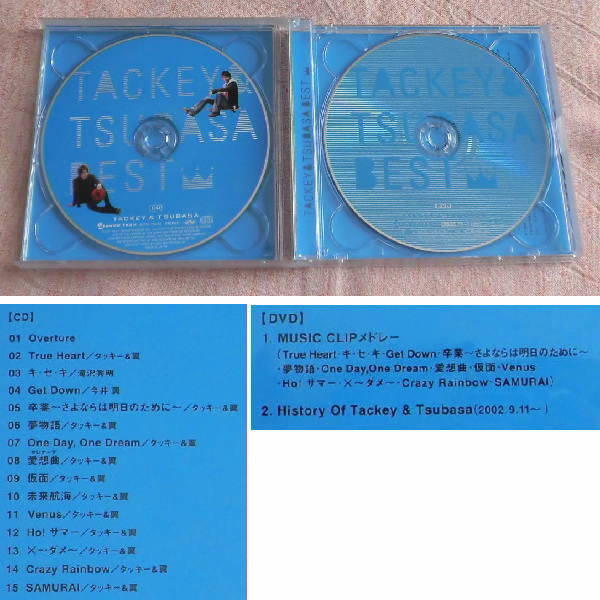 TACKEY &
TSUBASA
BEST
CD
TACKEY & TSUBASA
TACKEY & TSUBASA BEST
TACKEY &
TSUBASA
BEST
【CD】
01 Overture
02 True Heart/タッキー&翼
03 キ・セ・キ/滝沢秀明
04 Get Down/今井 翼
05 卒業〜さよならは明日のために〜/タッキー&翼
06 夢物語/タッキー&翼
07 One Day, One Dream/タッキー&翼
セレナーデ
08 愛想曲/タッキー&翼
09 仮面/タッキー&翼
10 未来航海/タッキー&翼
11 Venus/タッキー&翼
12 Ho! サマー/タッキー&翼
13 ×〜ダメ〜/タッキー&翼
14 Crazy Rainbow/タッキー&翼
15 SAMURAI/タッキー&翼
【DVD】
1. MUSIC CLIPメドレー
(True Heart・キ・セ・キ・Get Down・卒業〜さよならは明日のために〜
・夢物語・One Day,One Dream・愛想曲・仮面・Venus
・Ho! サマー・×〜ダメ〜・Crazy Rainbow・SAMURAI)
2. History Of Tackey & Tsubasa(2002.9.11〜 )